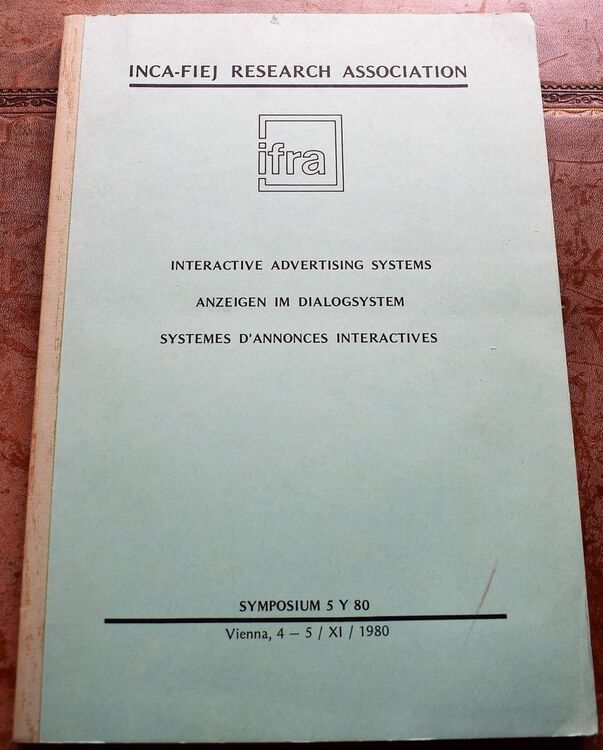 INCA-FIEJ RESEARCH ASSOCIATION
ifra
INTERACTIVE ADVERTISING SYSTEMS
ANZEIGEN IM DIALOGSYSTEM
SYSTEMES D'ANNONCES INTERACTIVES
SYMPOSIUM 5 Y 80
Vienna, 4 – 5 / XI / 1980